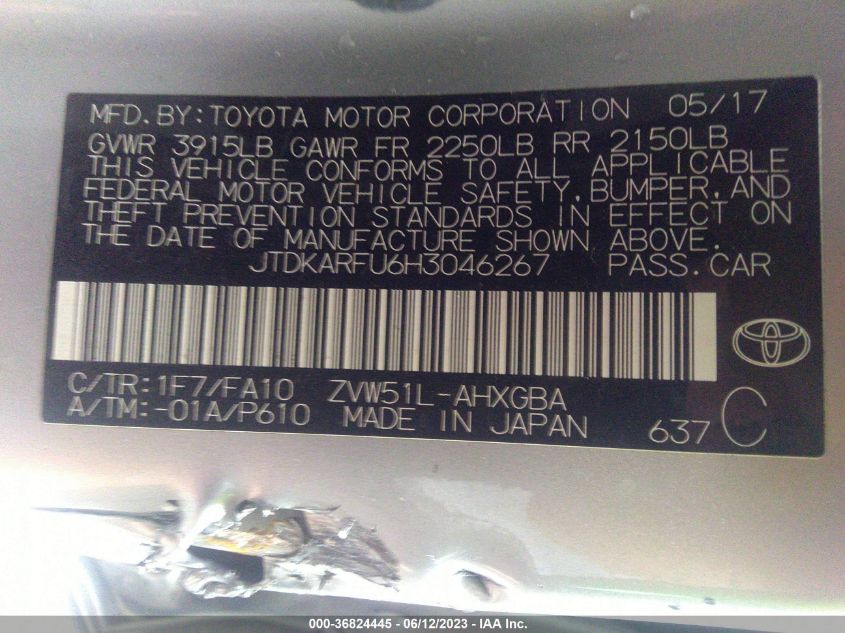 MFD.BY:TOYOTA MOTOR CORPORATION 05/17
GVWR 3915LB GAWR FR 2250LB RR 2150LB
THIS VEHICLE CONFORMS TO ALL APPLICABLE
FEDERAL MOTOR VEHICLE SAFETY,BUMPER,AND
THEFT PREVENTION STANDARDS IN EFFECT ON
THE DATE OF MANUFACTURE SHOWN ABOVE.
JTDKARFU6H3046267 PASS.CAR
C/TR:1F7/FA10 ZVW51L-AHXGBA
A/TM:-01A/P610 MADE IN JAPAN 637 C
000-36824445 - 06/12/2023 - IAA Inc.